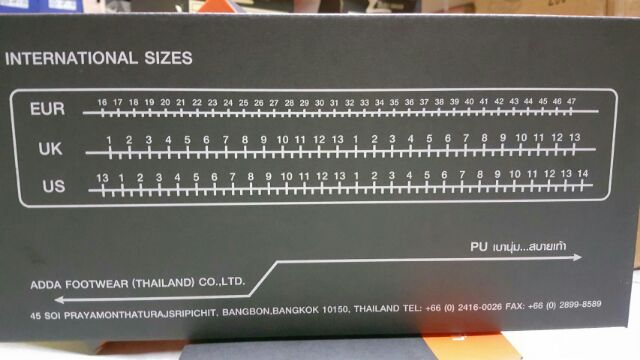 INTERNATIONAL SIZES
EUR 16 17 18 19 20 21 22 23 24 25 26 27 28 29 30 31 32 33 34 35 36 37 38 39 40 41 42 43 44 45 46 47
UK 1 2 3 4 5 6 7 8 9 10 11 12 13 1 2 3 4 5 6 7 8 9 10 11 12 13
US 13 1 2 3 4 5 6 7 8 9 10 11 12 13 1 2 3 4 5 6 7 8 9 10 11 12 13 14
PU เบานุ่ม...สบายเท้า
ADDA FOOTWEAR (THAILAND) CO.,LTD.
45 SOI PRAYAMONTHATURAJSRIPICHIT, BANGBON,BANGKOK 10150, THAILAND TEL: +66 (0) 2416-0026 FAX: +66 (0) 2899-8589